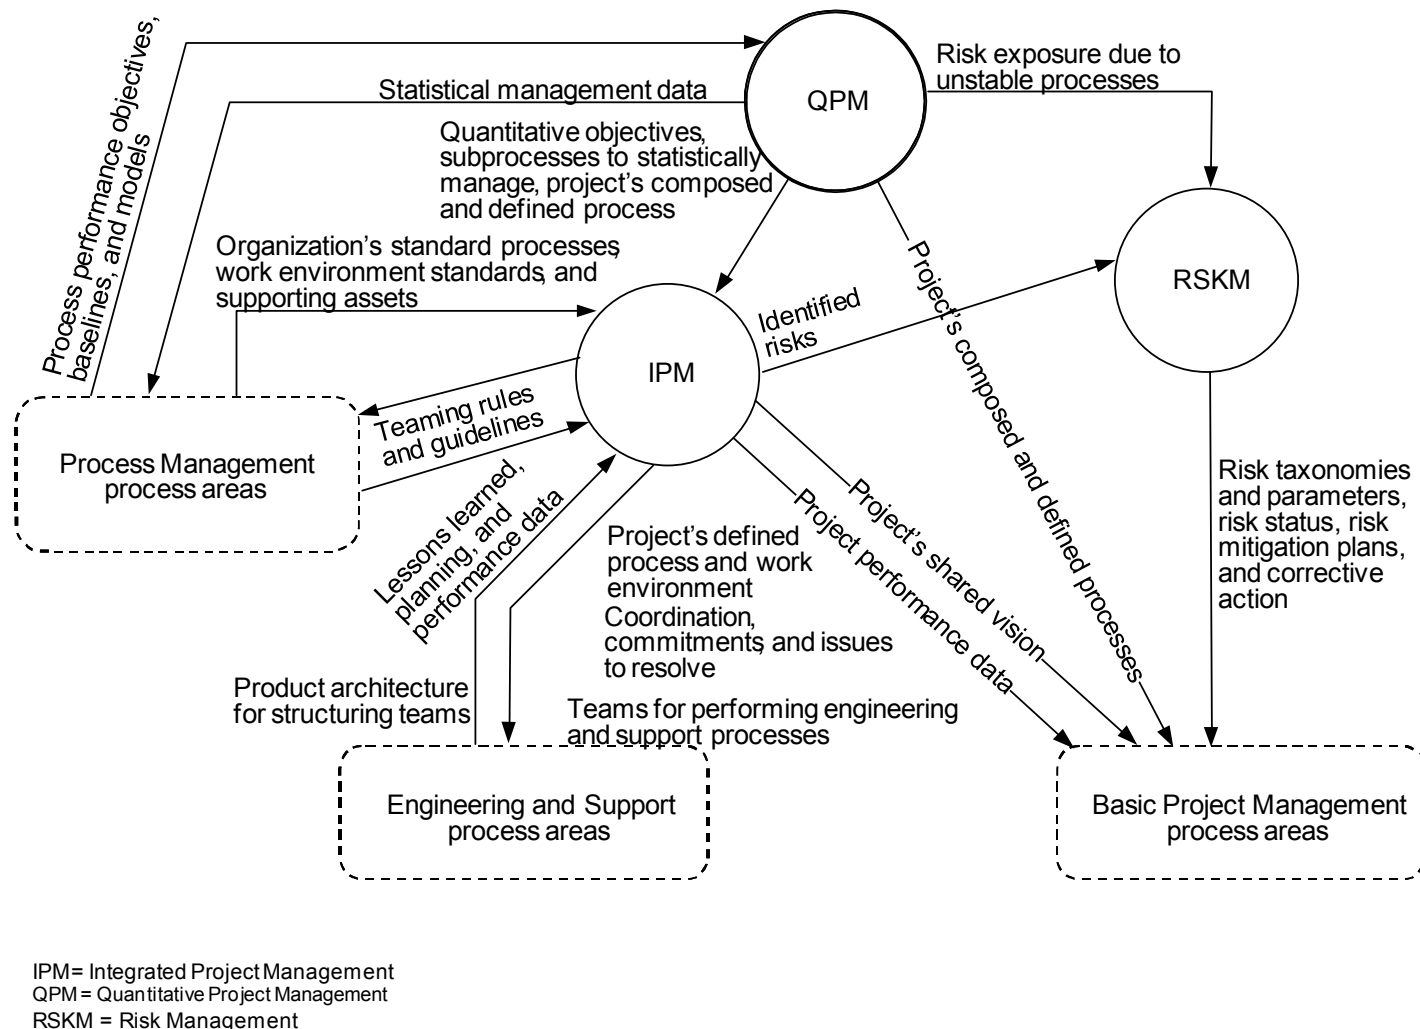 Process performance objectives,
baselines, and models
Statistical management data
QPM
Risk exposure due to
unstable processes
Quantitative objectives,
subprocesses to statistically
manage, project's composed
and defined process
Organization's standard processes, 
work environment standards, and
supporting assets
RSKM
Identified
risks
Project's composed and defined processes
IPM
Teaming rules
and guidelines
Process Management
process areas
Lessons learned,
planning, and
performance data
Project's shared vision
Project performance data
Risk taxonomies
and parameters,
risk status, risk
mitigation plans,
and corrective
action
Project's defined
process and work
environment
Coordination,
commitments, and issues
to resolve
Product architecture
for structuring teams
Teams for performing engineering
and support processes
Engineering and Support
process areas
Basic Project Management
process areas
IPM= Integrated Project Management
QPM = Quantitative Project Management
RSKM = Risk Management